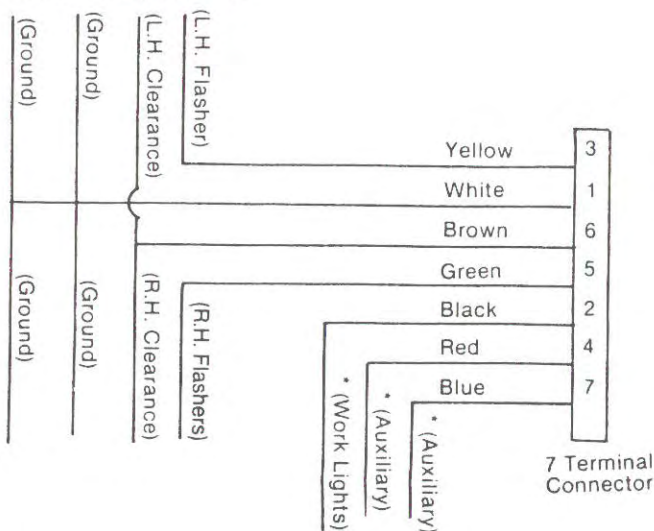 (Ground)
(Ground)
(L.H. Clearance)
(L.H. Flasher)
Yellow 3
White 1
Brown 6
Green 5
Black 2
Red 4
Blue 7
(Ground)
(Ground)
(R.H. Clearance)
(R.H. Flashers)
* (Work Lights)
* (Auxiliary)
* (Auxiliary)
7 Terminal
Connector